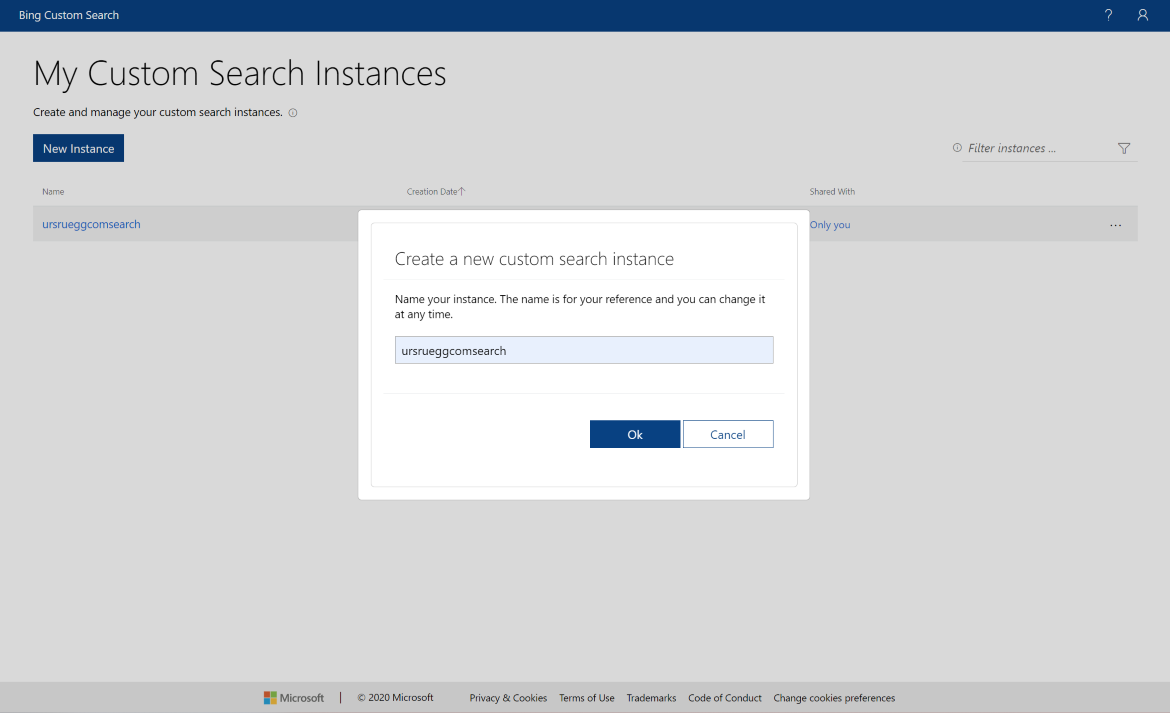 Bing Custom Search ?
My Custom Search Instances
Create and manage your custom search instances.
New Instance
Filter instances ...
Name Creation Date↑ Shared With
ursrueggcomsearch Only you ...
Create a new custom search instance
Name your instance. The name is for your reference and you can change it
at any time.
ursrueggcomsearch
Ok Cancel
Microsoft | © 2020 Microsoft Privacy & Cookies Terms of Use Trademarks Code of Conduct Change cookies preferences